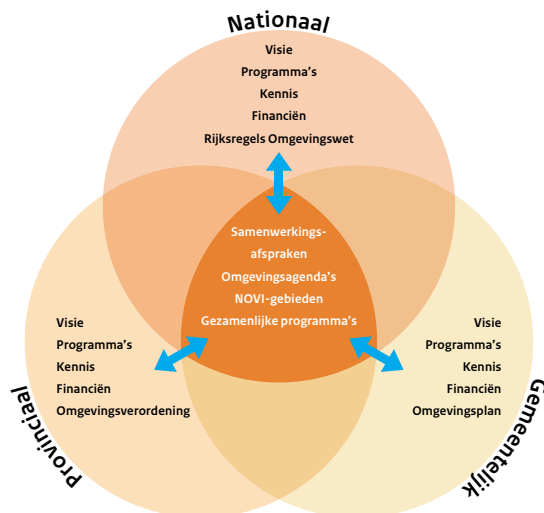 Nationaal
Visie
Programma's
Kennis
Financiën
Rijksregels Omgevingswet
Samenwerkings-
afspraken
Omgevingsagenda's
NOVI-gebieden
Gezamenlijke programma's
Visie
Programma's
Kennis
Financiën
Omgevingsverordening
Provinciaal
Visie
Programma's
Kennis
Financiën
Omgevingsplan
Gemeentelijk